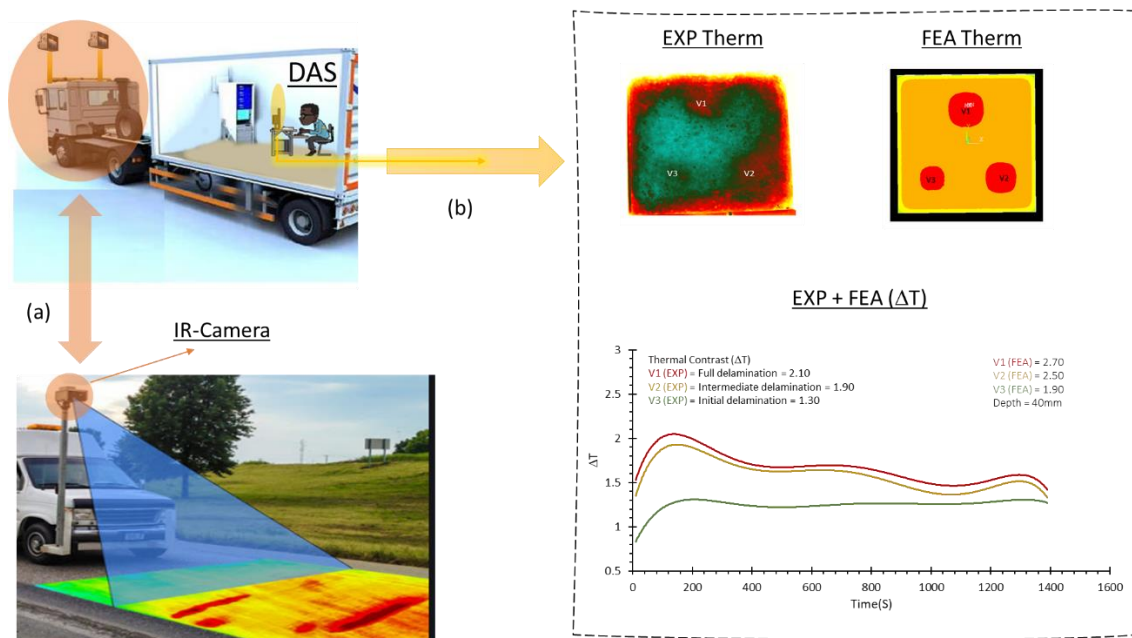 DAS
(b)
(a)
IR-Camera
EXP Therm
FEA Therm
V1
V3
V2
V1
V3
V2
EXP + FEA (ΔT)
Thermal Contrast (ΔT)
V1 (EXP) = Full delamination = 2.10
V2 (EXP) = Intermediate delamination = 1.90
V3 (EXP) = Initial delamination = 1.30
V1 (FEA) = 2.70
V2 (FEA) = 2.50
V3 (FEA) = 1.90
Depth = 40mm
3
2.5
2
1.5
1
0.5
ΔT
0 200 400 600 800 1000 1200 1400 1600
Time(S)